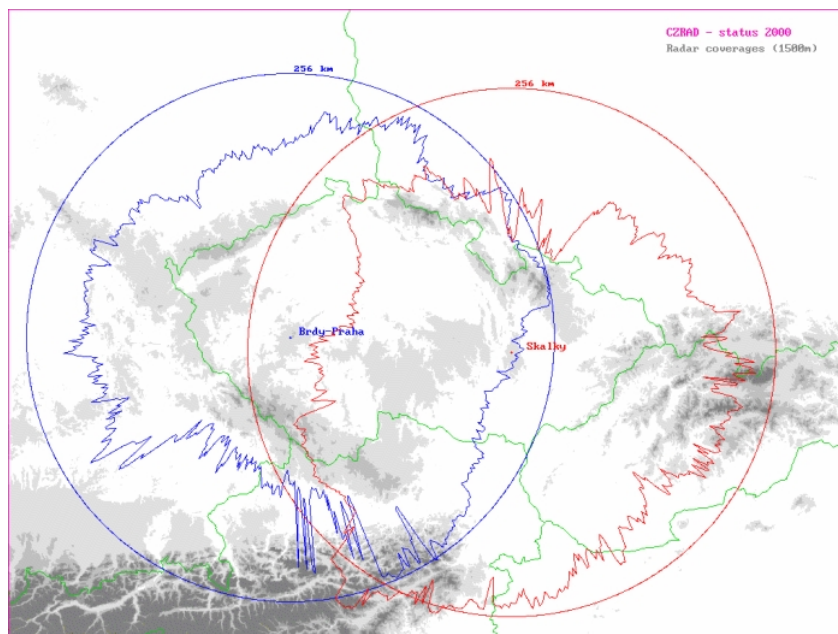 CZRAD - status 2000
Radar coverages (1500m)
256 km
256 km
Brdy-Praha
Skalky